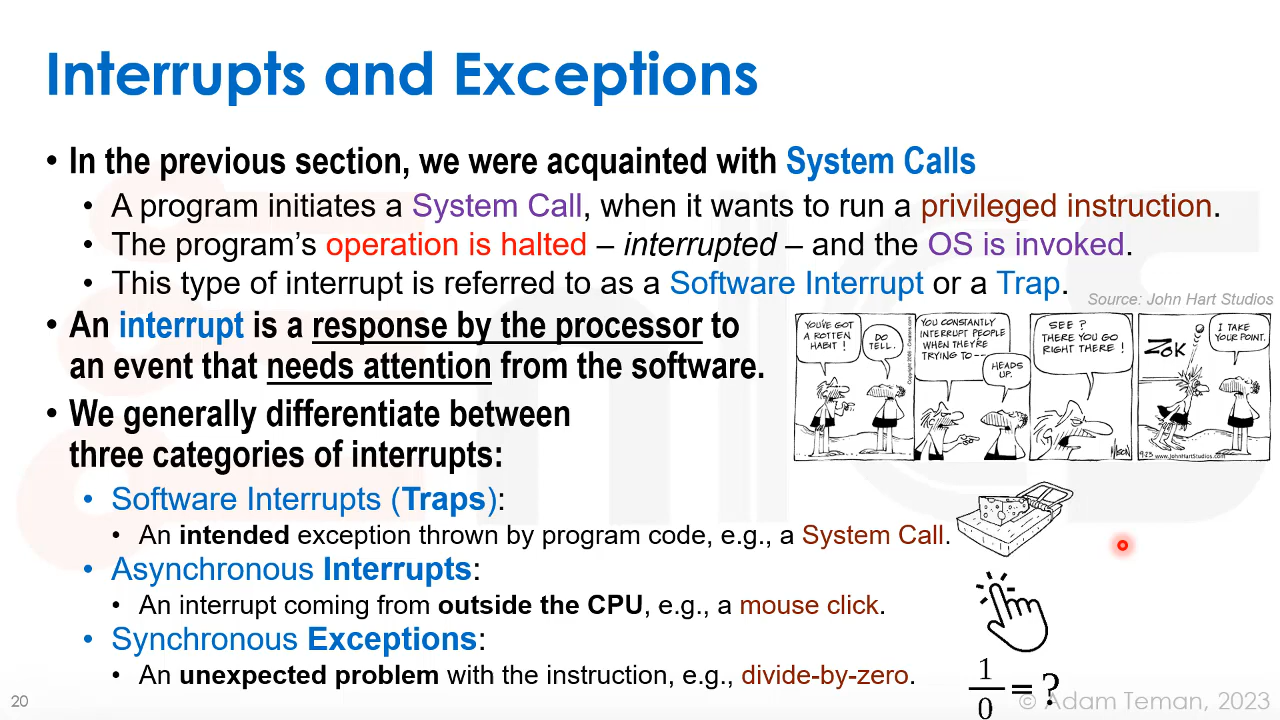 Interrupts and Exceptions
• In the previous section, we were acquainted with System Calls
• A program initiates a System Call, when it wants to run a privileged instruction.
• The program's operation is halted – interrupted – and the OS is invoked.
• This type of interrupt is referred to as a Software Interrupt or a Trap.
Source: John Hart Studios
• An interrupt is a response by the processor to
an event that needs attention from the software.
YOU'VE GOT
A ROTTEN
HABIT!
DO
TELL.
YOU CONSTANTLY
INTERRUPT PEOPLE
WHEN THEY'RE
TRYING TO--
HEADS
UP.
SEE?
THERE YOU GO
RIGHT THERE!
ZOK
I TAKE
YOUR POINT.
9·23
www.JohnHartStudios.com
• We generally differentiate between
three categories of interrupts:
• Software Interrupts (Traps):
• An intended exception thrown by program code, e.g., a System Call.
• Asynchronous Interrupts:
• An interrupt coming from outside the CPU, e.g., a mouse click.
• Synchronous Exceptions:
• An unexpected problem with the instruction, e.g., divide-by-zero.
1
0
= ?
20
© Adam Teman, 2023